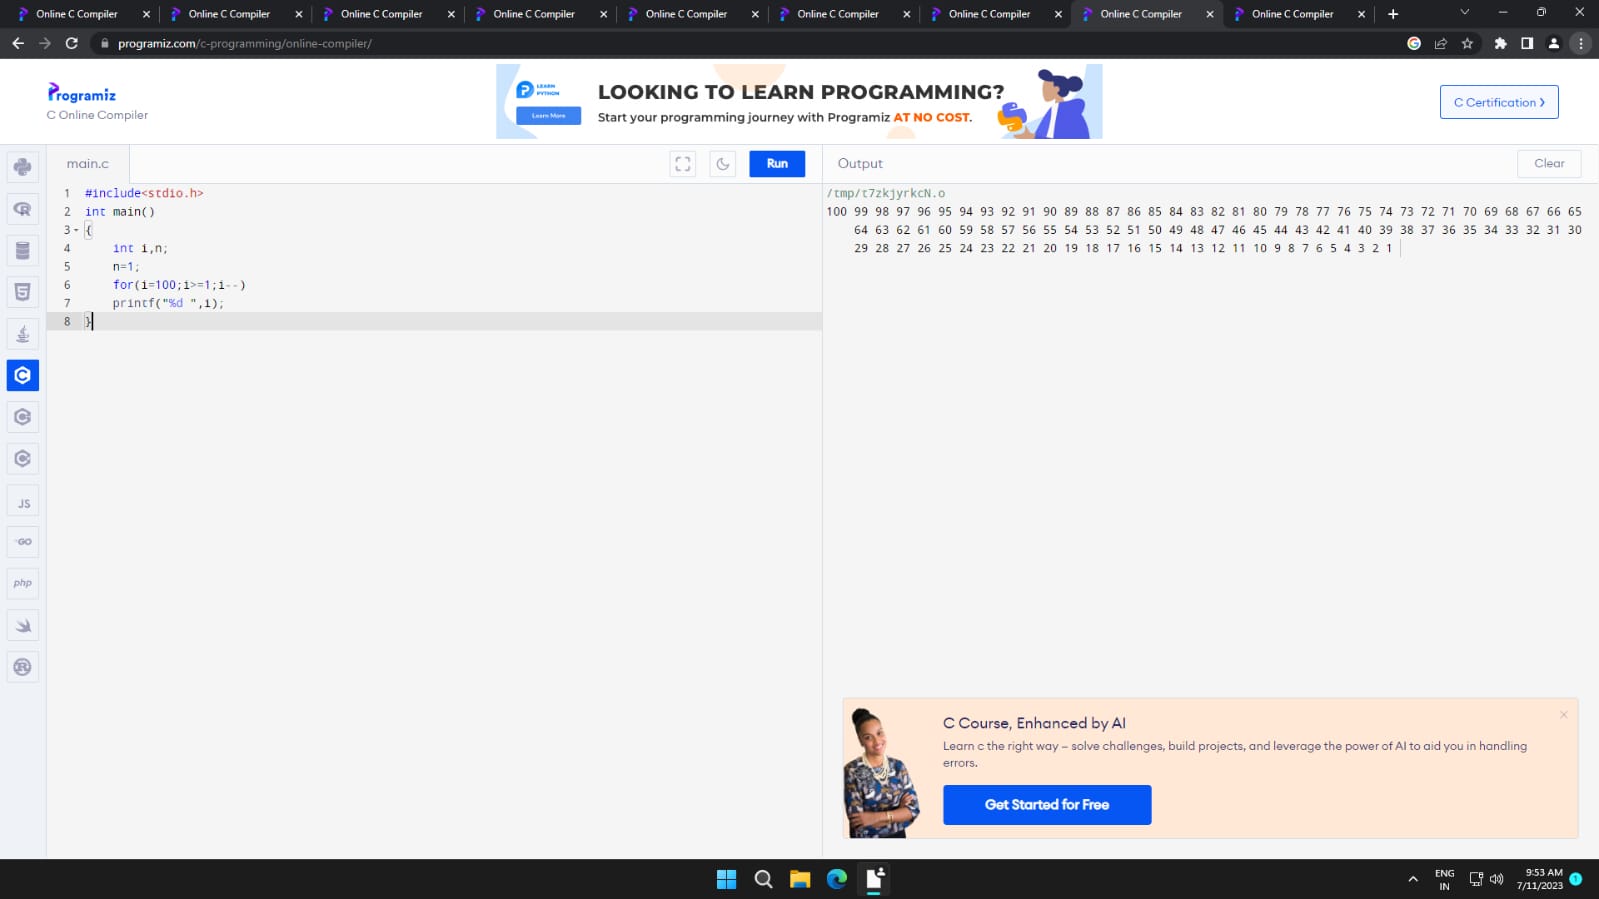 Online C Compiler Online C Compiler Online C Compiler Online C Compiler Online C Compiler Online C Compiler Online C Compiler Online C Compiler Online C Compiler
programiz.com/c-programming/online-compiler/
Programiz
C Online Compiler
LEARN
PYTHON
Learn More
LOOKING TO LEARN PROGRAMMING?
Start your programming journey with Programiz AT NO COST.
C Certification >
main.c
Run
1 #include<stdio.h>
2 int main()
3 {
4 int i,n;
5 n=1;
6 for(i=100;i>=1;i--)
7 printf("%d ",i);
8 }
JS
GO
php
Output
Clear
/tmp/t7zkjyrkcN.o
100 99 98 97 96 95 94 93 92 91 90 89 88 87 86 85 84 83 82 81 80 79 78 77 76 75 74 73 72 71 70 69 68 67 66 65
64 63 62 61 60 59 58 57 56 55 54 53 52 51 50 49 48 47 46 45 44 43 42 41 40 39 38 37 36 35 34 33 32 31 30
29 28 27 26 25 24 23 22 21 20 19 18 17 16 15 14 13 12 11 10 9 8 7 6 5 4 3 2 1
C Course, Enhanced by AI
Learn c the right way – solve challenges, build projects, and leverage the power of AI to aid you in handling
errors.
Get Started for Free
ENG
IN
9:53 AM
7/11/2023
1